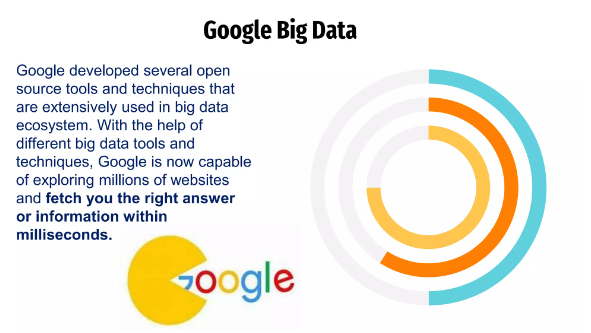 Google Big Data
Google developed several open
source tools and techniques that
are extensively used in big data
ecosystem. With the help of
different big data tools and
techniques, Google is now capable
of exploring millions of websites
and fetch you the right answer
or information within
milliseconds.
Google